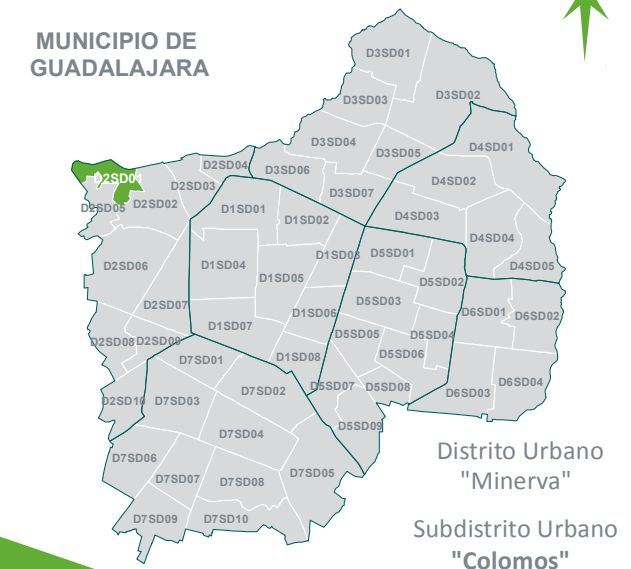 MUNICIPIO DE
GUADALAJARA
D3SD01
D3SD02
D3SD03
D3SD04
D3SD05
D4SD01
D2SD04
D3SD06
D2SD01
D2SD03
D3SD07
D4SD02
D2SD05
D2SD02
D1SD01
D1SD02
D4SD03
D4SD04
D2SD06
D1SD04
D1SD05
D1SD03
D5SD01
D4SD05
D5SD02
D2SD07
D1SD06
D5SD03
D6SD01
D6SD02
D1SD07
D5SD05
D5SD04
D2SD08
D2SD09
D7SD01
D1SD08
D5SD06
D2SD10
D7SD03
D7SD02
D5SD07
D5SD08
D6SD03
D6SD04
D7SD04
D5SD09
D7SD06
D7SD07
D7SD08
D7SD05
D7SD09
D7SD10
Distrito Urbano
"Minerva"
Subdistrito Urbano
"Colomos"